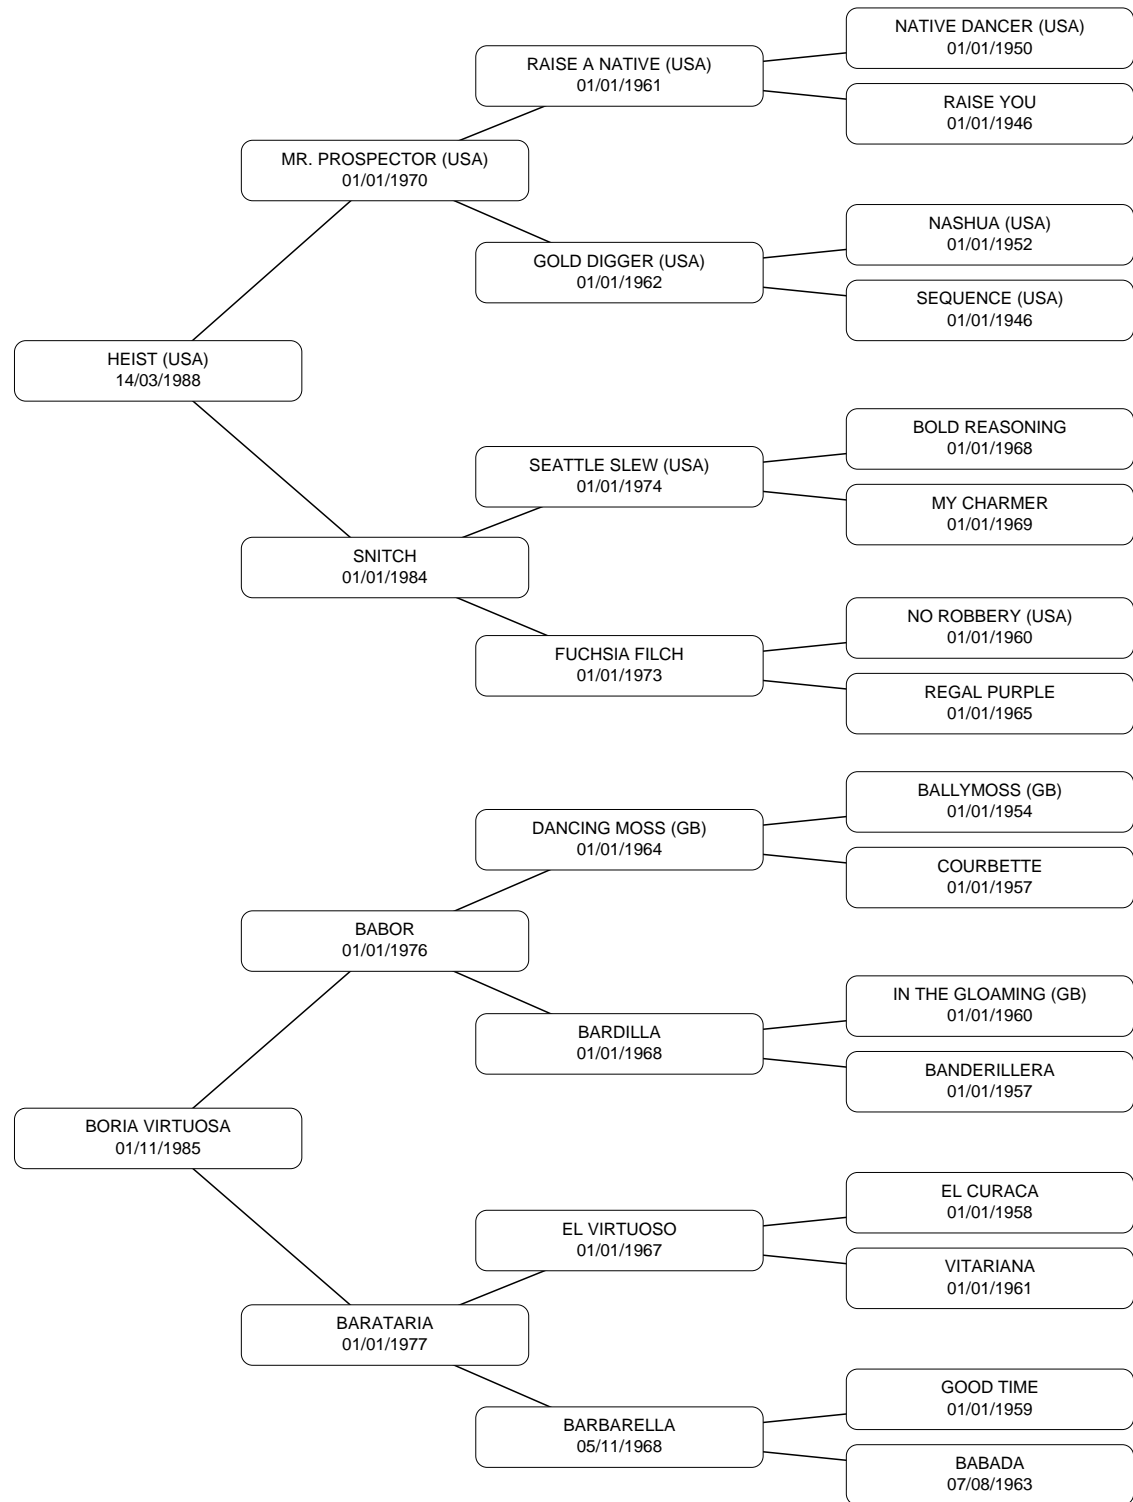 NATIVE DANCER (USA)
01/01/1950
RAISE A NATIVE (USA)
01/01/1961
RAISE YOU
01/01/1946
MR. PROSPECTOR (USA)
01/01/1970
NASHUA (USA)
01/01/1952
GOLD DIGGER (USA)
01/01/1962
SEQUENCE (USA)
01/01/1946
HEIST (USA)
14/03/1988
BOLD REASONING
01/01/1968
SEATTLE SLEW (USA)
01/01/1974
MY CHARMER
01/01/1969
SNITCH
01/01/1984
NO ROBBERY (USA)
01/01/1960
FUCHSIA FILCH
01/01/1973
REGAL PURPLE
01/01/1965
BALLYMOSS (GB)
01/01/1954
DANCING MOSS (GB)
01/01/1964
COURBETTE
01/01/1957
BABOR
01/01/1976
IN THE GLOAMING (GB)
01/01/1960
BARDILLA
01/01/1968
BANDERILLERA
01/01/1957
BORIA VIRTUOSA
01/11/1985
EL CURACA
01/01/1958
EL VIRTUOSO
01/01/1967
VITARIANA
01/01/1961
BARATARIA
01/01/1977
GOOD TIME
01/01/1959
BARBARELLA
05/11/1968
BABADA
07/08/1963